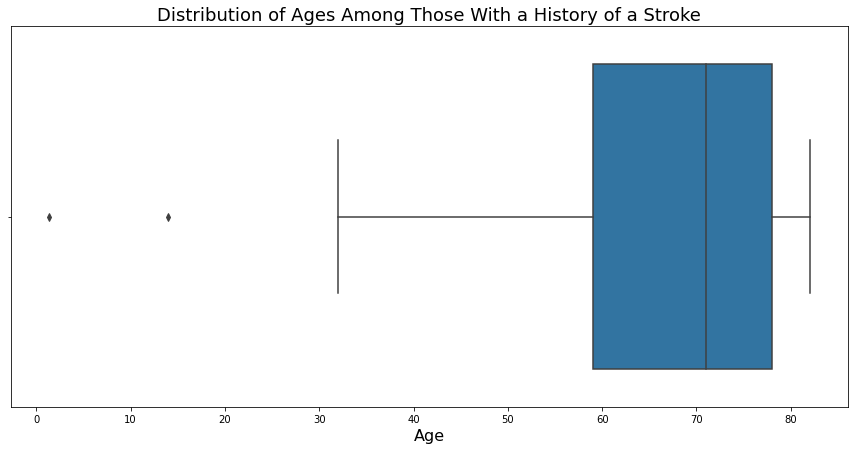 Distribution of Ages Among Those With a History of a Stroke
0 10 20 30 40 50 60 70 80
Age